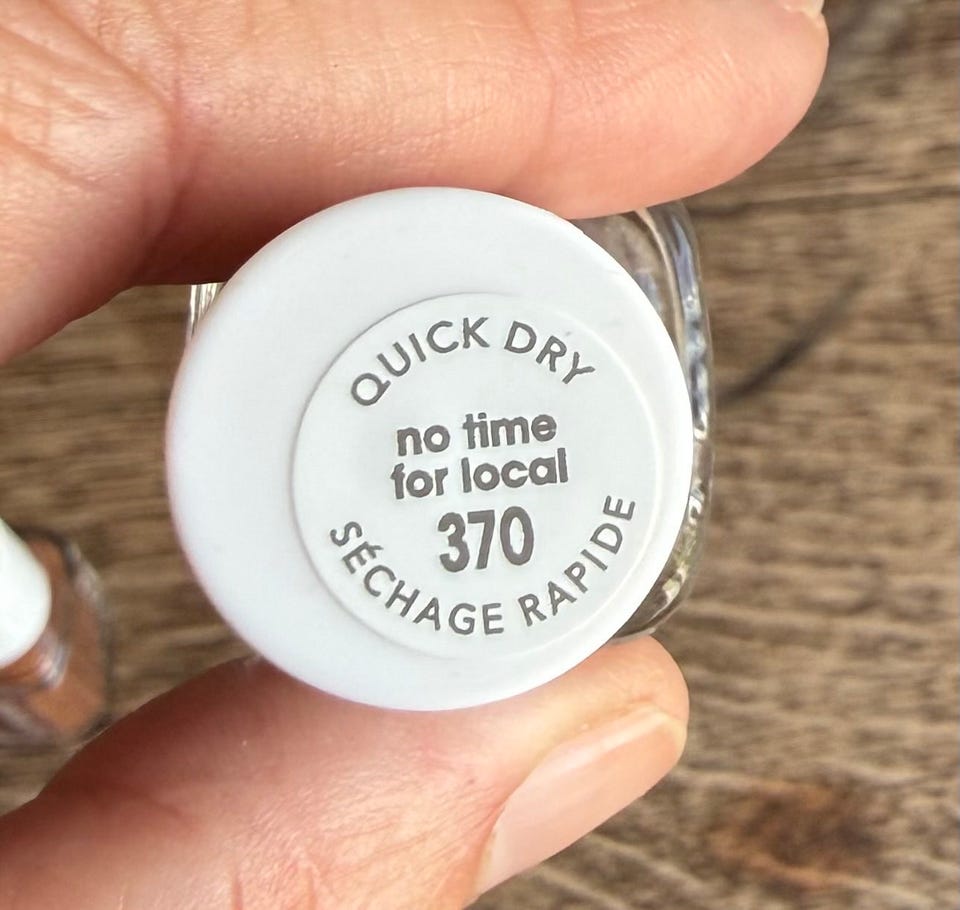 QUICK DRY
no time
for local
370
SÉCHAGE RAPIDE